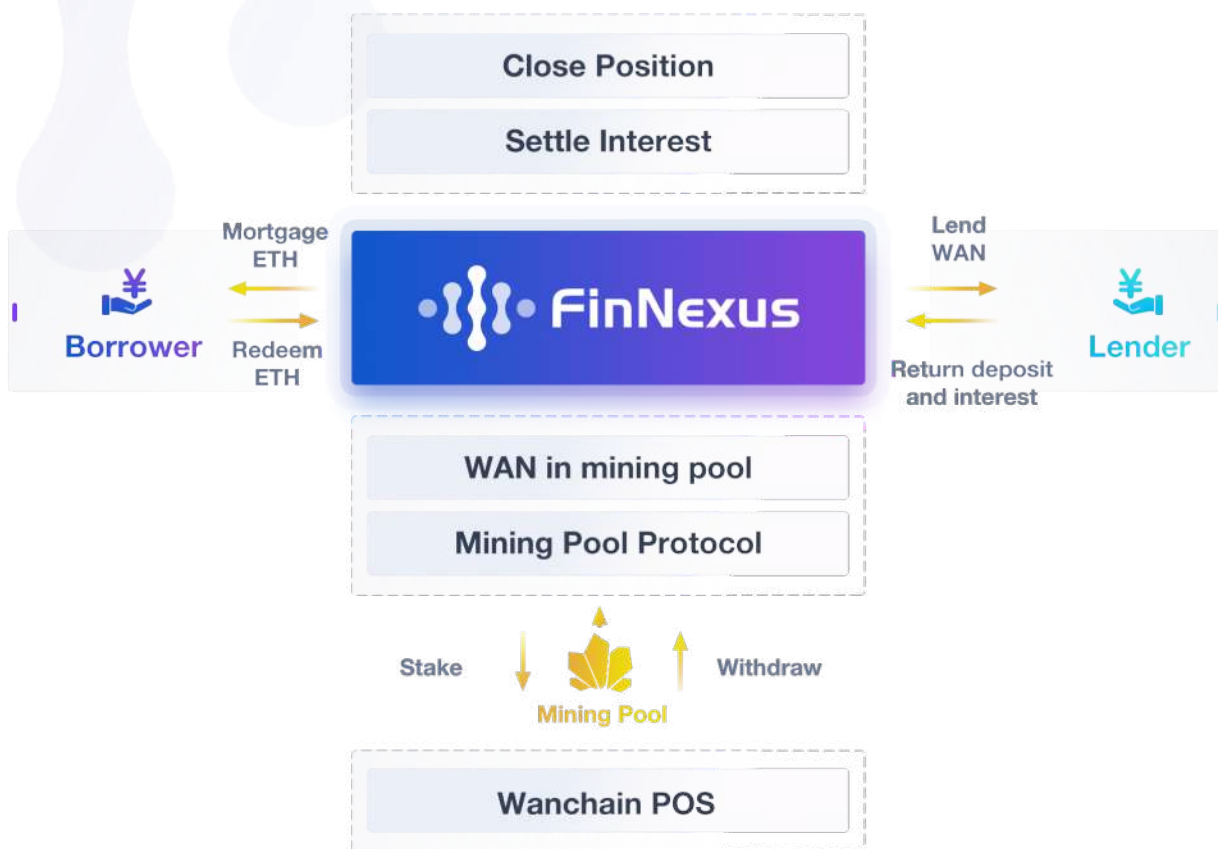 Close Position
Settle Interest
Mortgage
ETH
Lend
WAN
¥
Borrower
FinNexus
¥
Lender
Redeem
ETH
Return deposit
and interest
WAN in mining pool
Mining Pool Protocol
Stake
Withdraw
Mining Pool
Wanchain POS